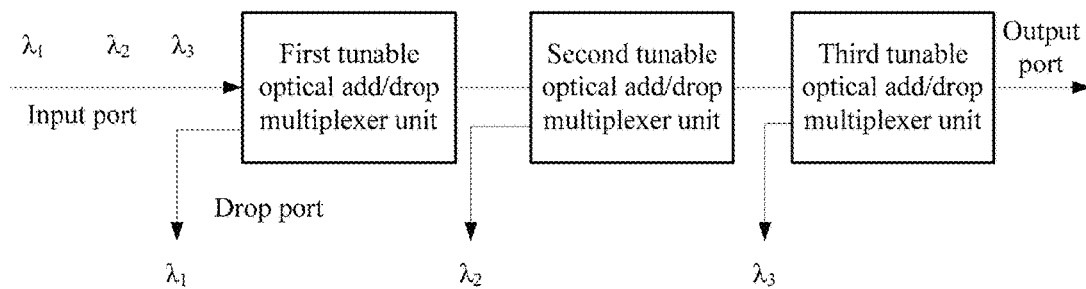 λ₁ λ₂ λ₃
Input port
First tunable
optical add/drop
multiplexer unit
Second tunable
optical add/drop
multiplexer unit
Third tunable
optical add/drop
multiplexer unit
Output
port
Drop port
λ₁ λ₂ λ₃